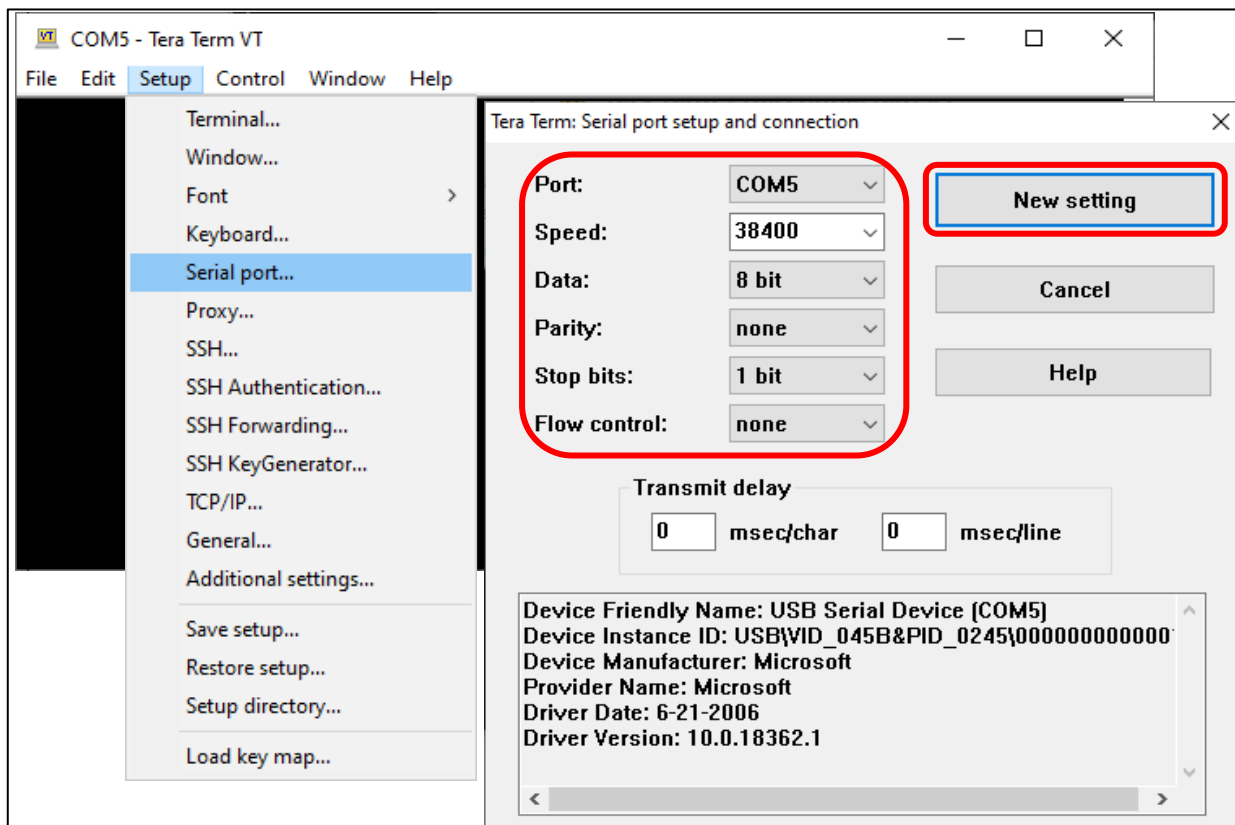 VT COM5 - Tera Term VT
File Edit Setup Control Window Help
Terminal...
Window...
Font
Keyboard...
Serial port...
Proxy...
SSH...
SSH Authentication...
SSH Forwarding...
SSH KeyGenerator...
TCP/IP...
General...
Additional settings...
Save setup...
Restore setup...
Setup directory...
Load key map...
Tera Term: Serial port setup and connection
Port: COM5
Speed: 38400
Data: 8 bit
Parity: none
Stop bits: 1 bit
Flow control: none
New setting
Cancel
Help
Transmit delay
0 msec/char 0 msec/line
Device Friendly Name: USB Serial Device (COM5)
Device Instance ID: USB\VID_045B&PID_0245\000000000000
Device Manufacturer: Microsoft
Provider Name: Microsoft
Driver Date: 6-21-2006
Driver Version: 10.0.18362.1